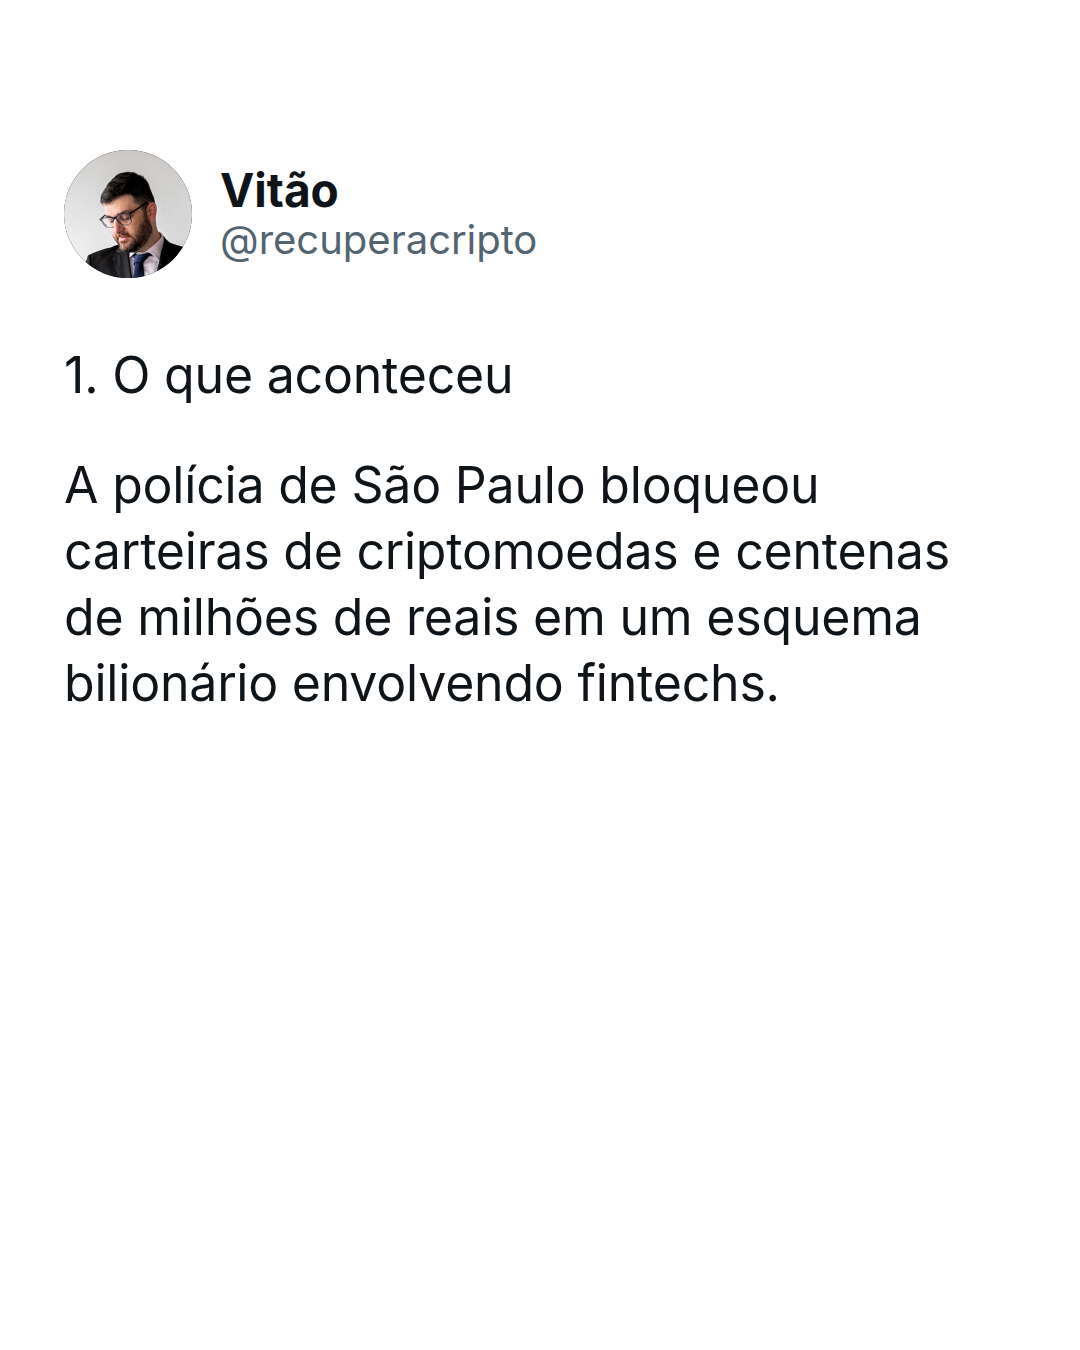 Vitão
@recuperacripto
1. O que aconteceu
A polícia de São Paulo bloqueou
carteiras de criptomoedas e centenas
de milhões de reais em um esquema
bilionário envolvendo fintechs.